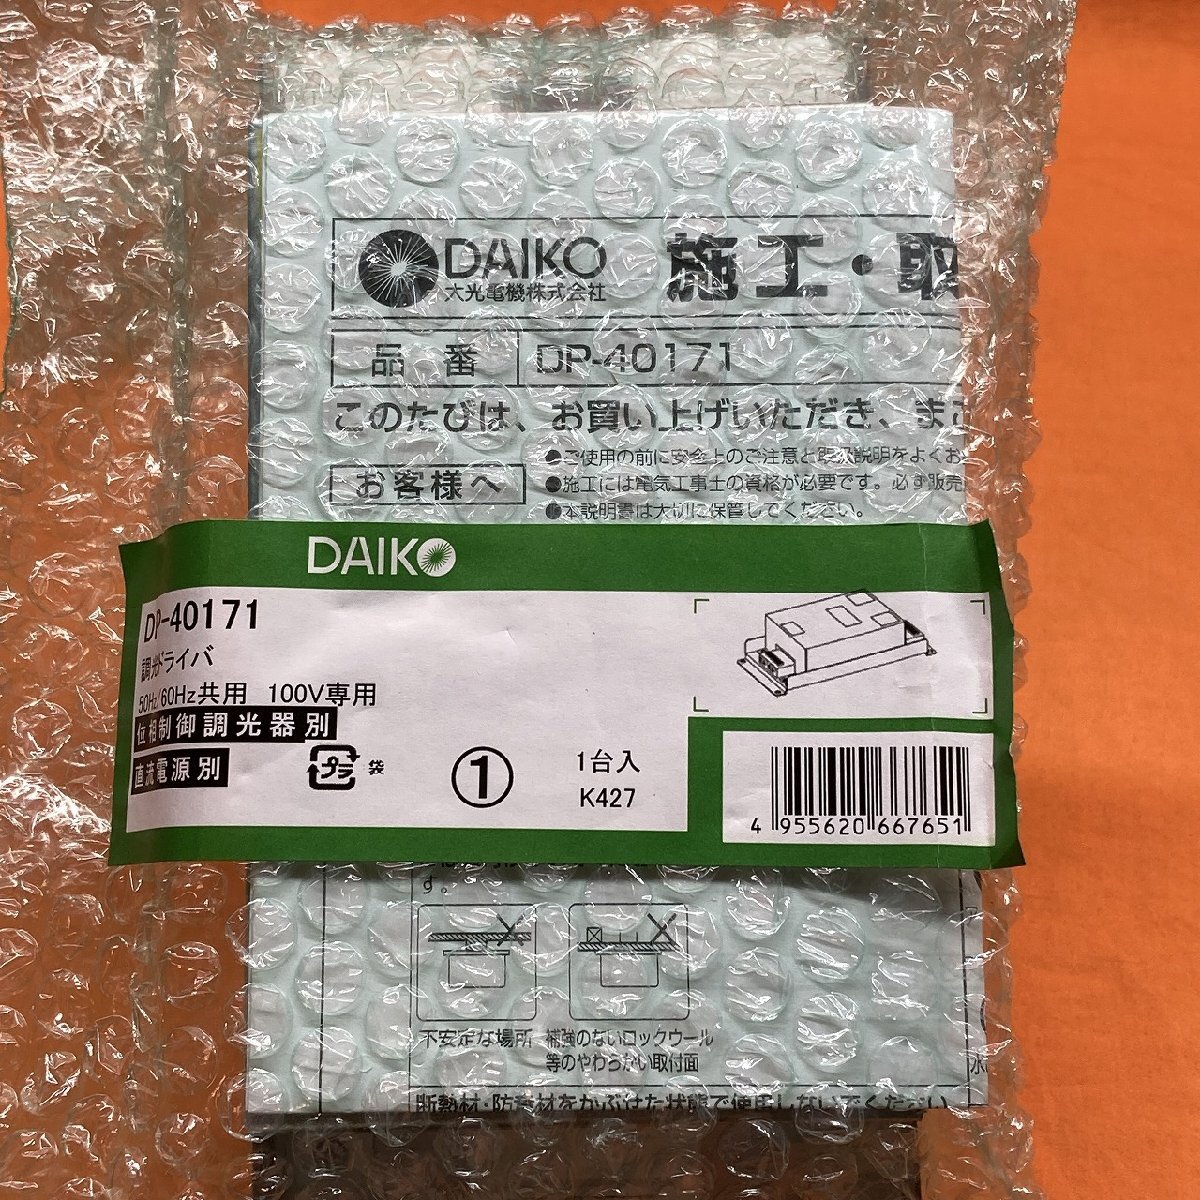 DAIKO
大光電機株式会社
施工・取
品番 DP-40171
このたびは、お買い上げいただき、まこ
お客様へ
●ご使用の前に安全上のご注意と取扱説明をよくお
●施工には電気工事士の資格が必要です。必ず販売
●本説明書は大切に保管してください。
DAIKO
DP-40171
調光ドライバ
50Hz/60Hz共用 100V専用
位相制御調光器別
直流電源別
プラ 袋
①
1台入
K427
4 955620 667651
す。
不安定な場所
補強のないロックウール
等のやわらかい取付面
水
断熱材・防音材をかぶせた状態で使用しないでください